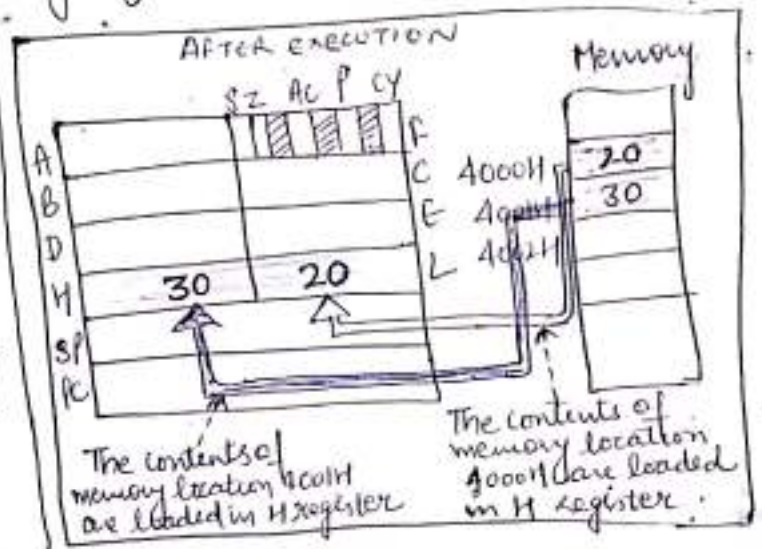 AFTER EXECUTION
Memory
S Z AC P CY
A F
B C
D E
H 30 20 L
SP
PC
4000H 20
4001H 30
4002H
The contents of
memory location 4001H
are loaded in H register
The contents of
memory location
4000H are loaded
in H register.